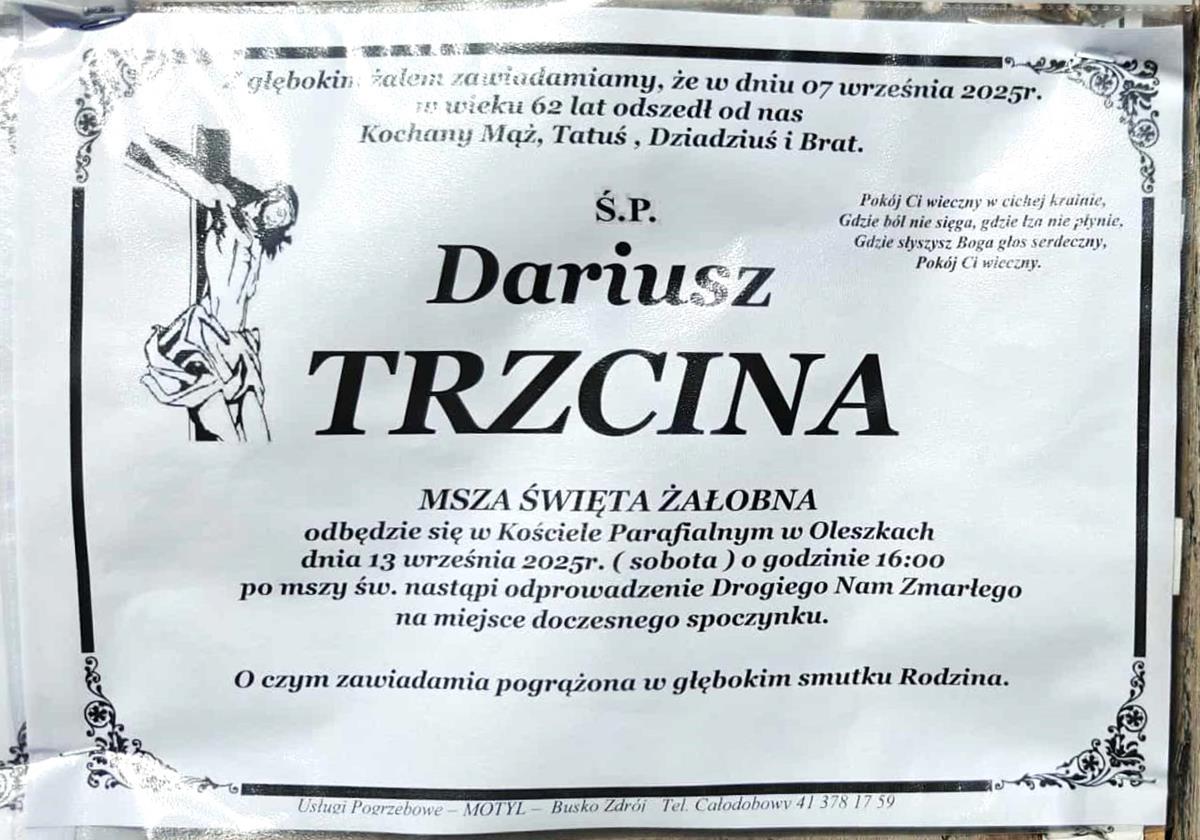 Z głębokim żalem zawiadamiamy, że w dniu 07 września 2025r.
w wieku 62 lat odszedł od nas
Kochany Mąż, Tatuś , Dziadziuś i Brat.
Ś.P.
Pokój Ci wieczny w cichej krainie,
Gdzie ból nie sięga, gdzie łza nie płynie,
Gdzie słyszysz Boga głos serdeczny,
Pokój Ci wieczny.
Dariusz
TRZCINA
MSZA ŚWIĘTA ŻAŁOBNA
odbędzie się w Kościele Parafialnym w Oleszkach
dnia 13 września 2025r. ( sobota ) o godzinie 16:00
po mszy św. nastąpi odprowadzenie Drogiego Nam Zmarłego
na miejsce doczesnego spoczynku.
O czym zawiadamia pogrążona w głębokim smutku Rodzina.
Usługi Pogrzebowe – MOTYL – Busko Zdrój Tel. Całodobowy 41 378 17 59